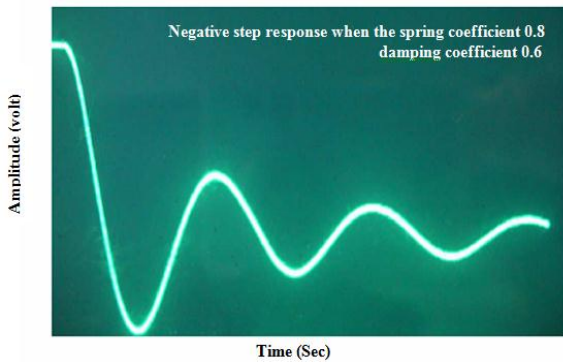 Negative step response when the spring coefficient 0.8
damping coefficient 0.6
Amplitude (volt)
Time (Sec)